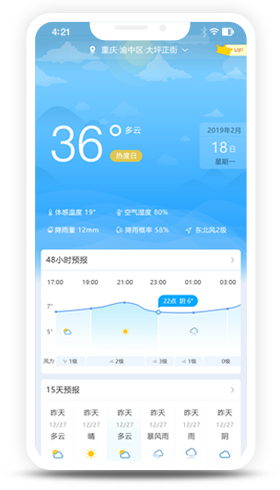 4:21
重庆·渝中区·大坪正街
VIP
36
多云
热度日
2019年2月
18日
星期一
体感温度 19° 空气湿度 80%
降雨量 12mm 降雨概率 58% 东北风2级
48小时预报
17:00 19:00 21:00 23:00 01:00 03:00
22点 阴 6°
7°
5°
风力 1级 2级 3级 1级 0级
15天预报
昨天 昨天 昨天 昨天 昨天 昨天
12/27 12/27 12/27 12/27 12/27 12/27
多云 晴 多云 暴风雨 雨 阴